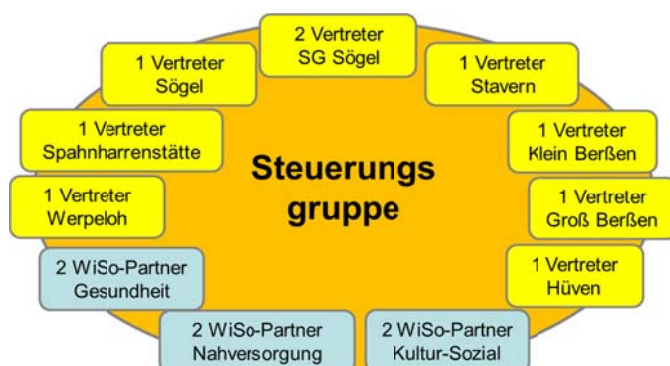 2 Vertreter
SG Sögel
1 Vertreter
Sögel
1 Vertreter
Stavern
1 Vertreter
Spahnharrenstätte
1 Vertreter
Klein Berßen
Steuerungs
gruppe
1 Vertreter
Werpeloh
1 Vertreter
Groß Berßen
2 WiSo-Partner
Gesundheit
1 Vertreter
Hüven
2 WiSo-Partner
Nahversorgung
2 WiSo-Partner
Kultur-Sozial